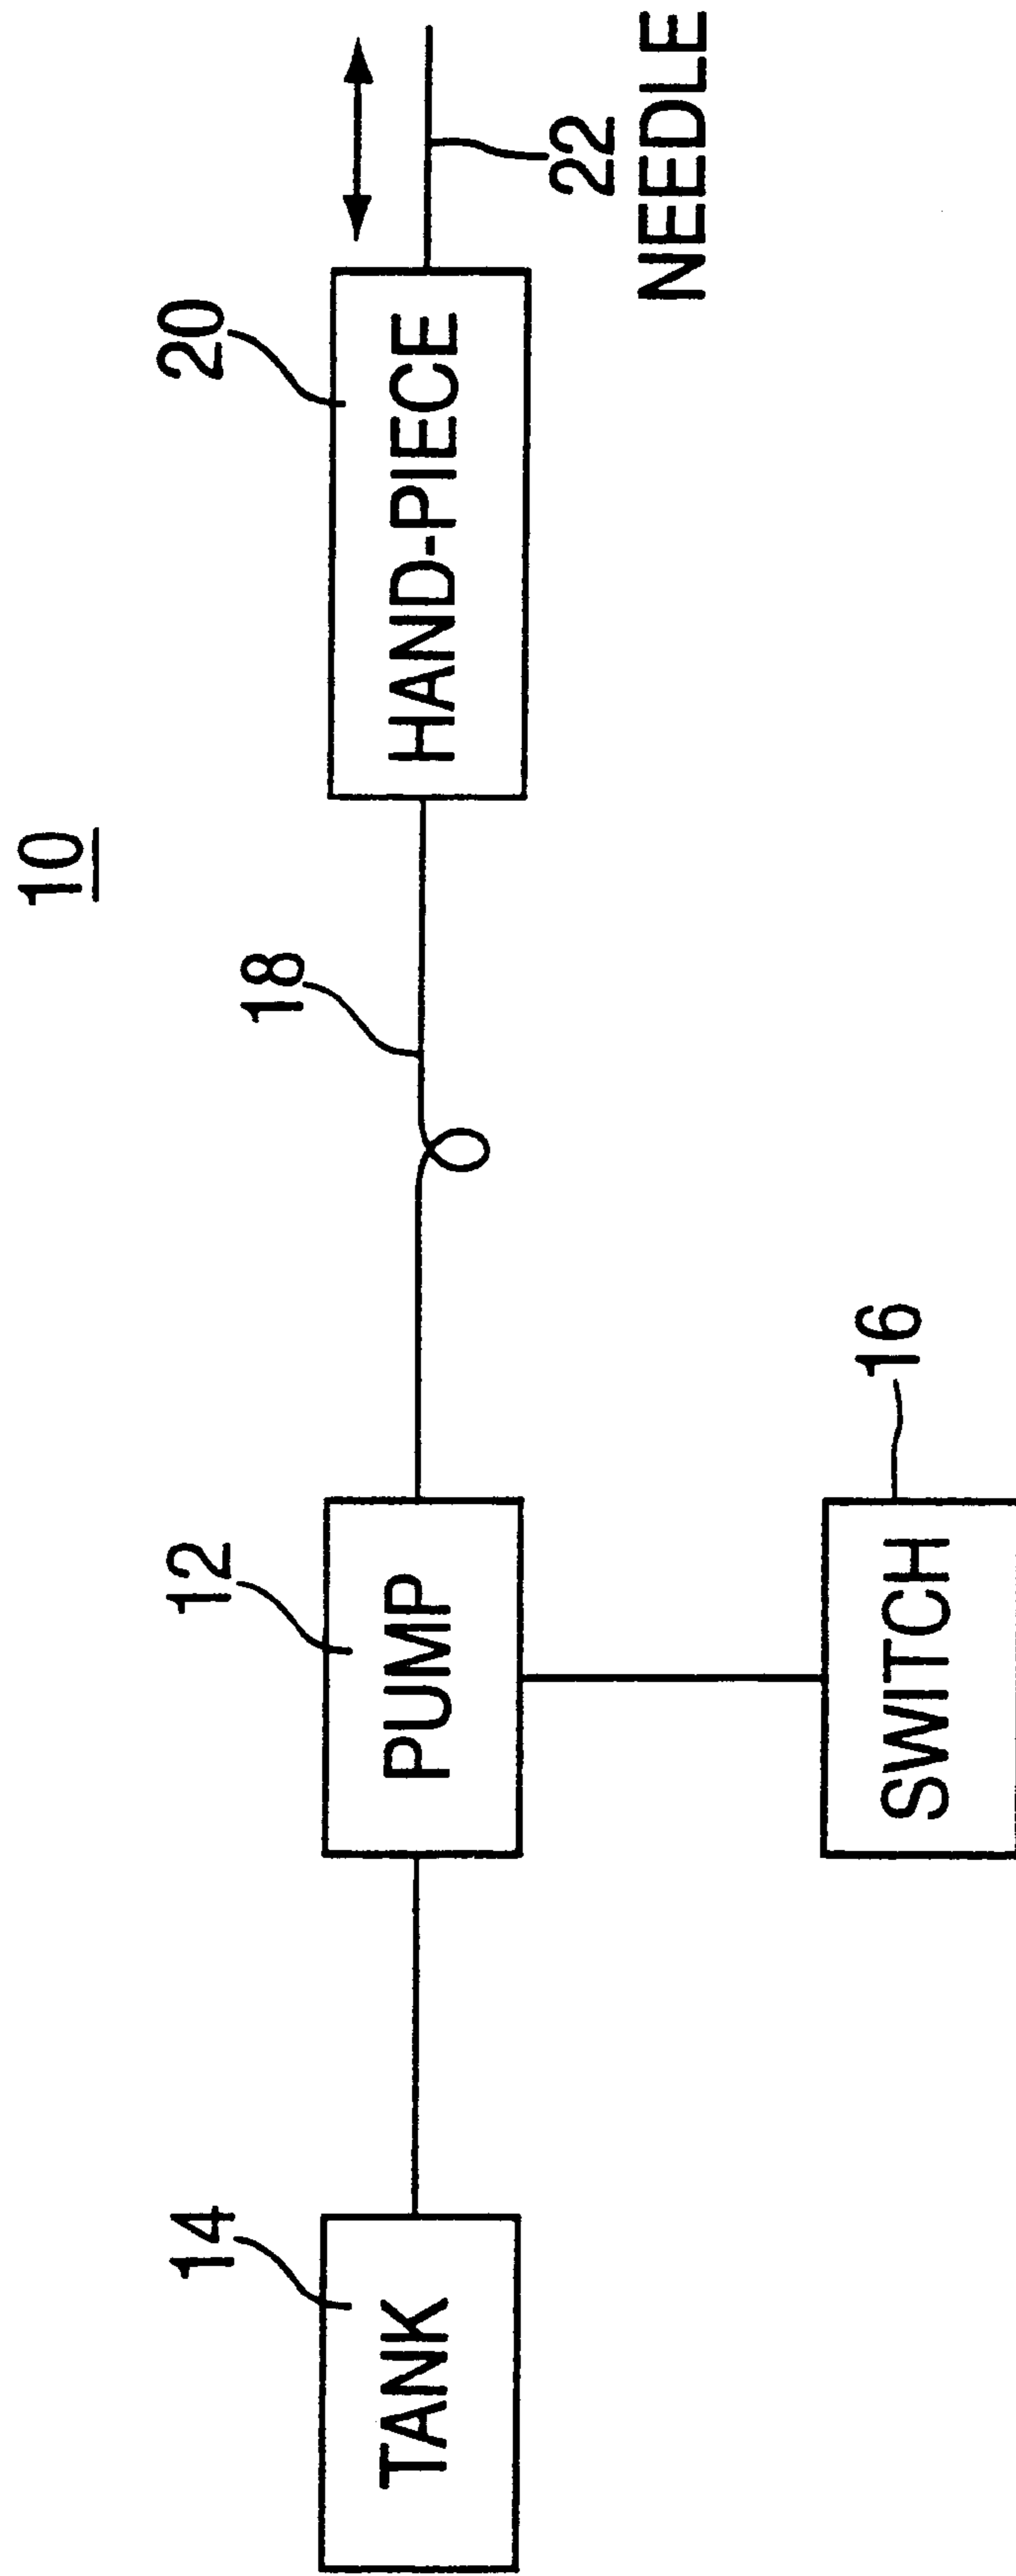 10
14
TANK
12
PUMP
16
SWITCH
18
20
HAND-PIECE
22
NEEDLE